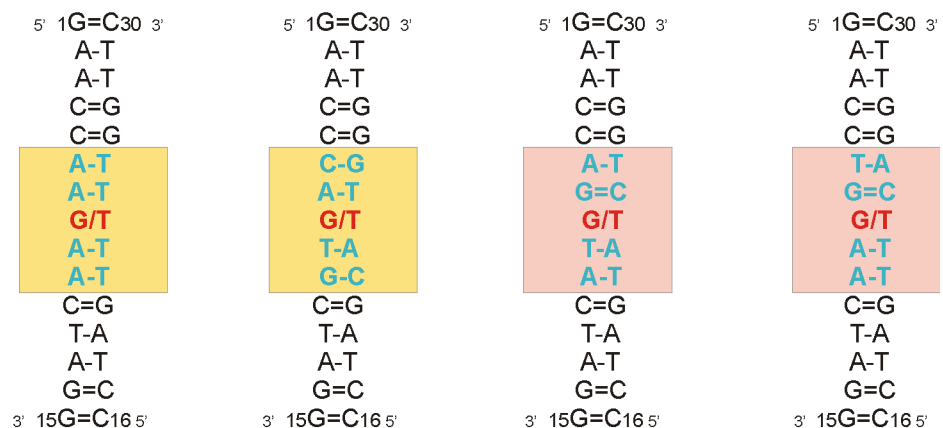 5' 1G=C30 3'
A-T
A-T
C=G
C=G
A-T
A-T
G/T
A-T
A-T
C=G
T-A
A-T
G=C
3' 15G=C16 5'
5' 1G=C30 3'
A-T
A-T
C=G
C=G
C-G
A-T
G/T
T-A
G-C
C=G
T-A
A-T
G=C
3' 15G=C16 5'
5' 1G=C30 3'
A-T
A-T
C=G
C=G
A-T
G=C
G/T
T-A
A-T
C=G
T-A
A-T
G=C
3' 15G=C16 5'
5' 1G=C30 3'
A-T
A-T
C=G
C=G
T-A
G=C
G/T
A-T
A-T
C=G
T-A
A-T
G=C
3' 15G=C16 5'